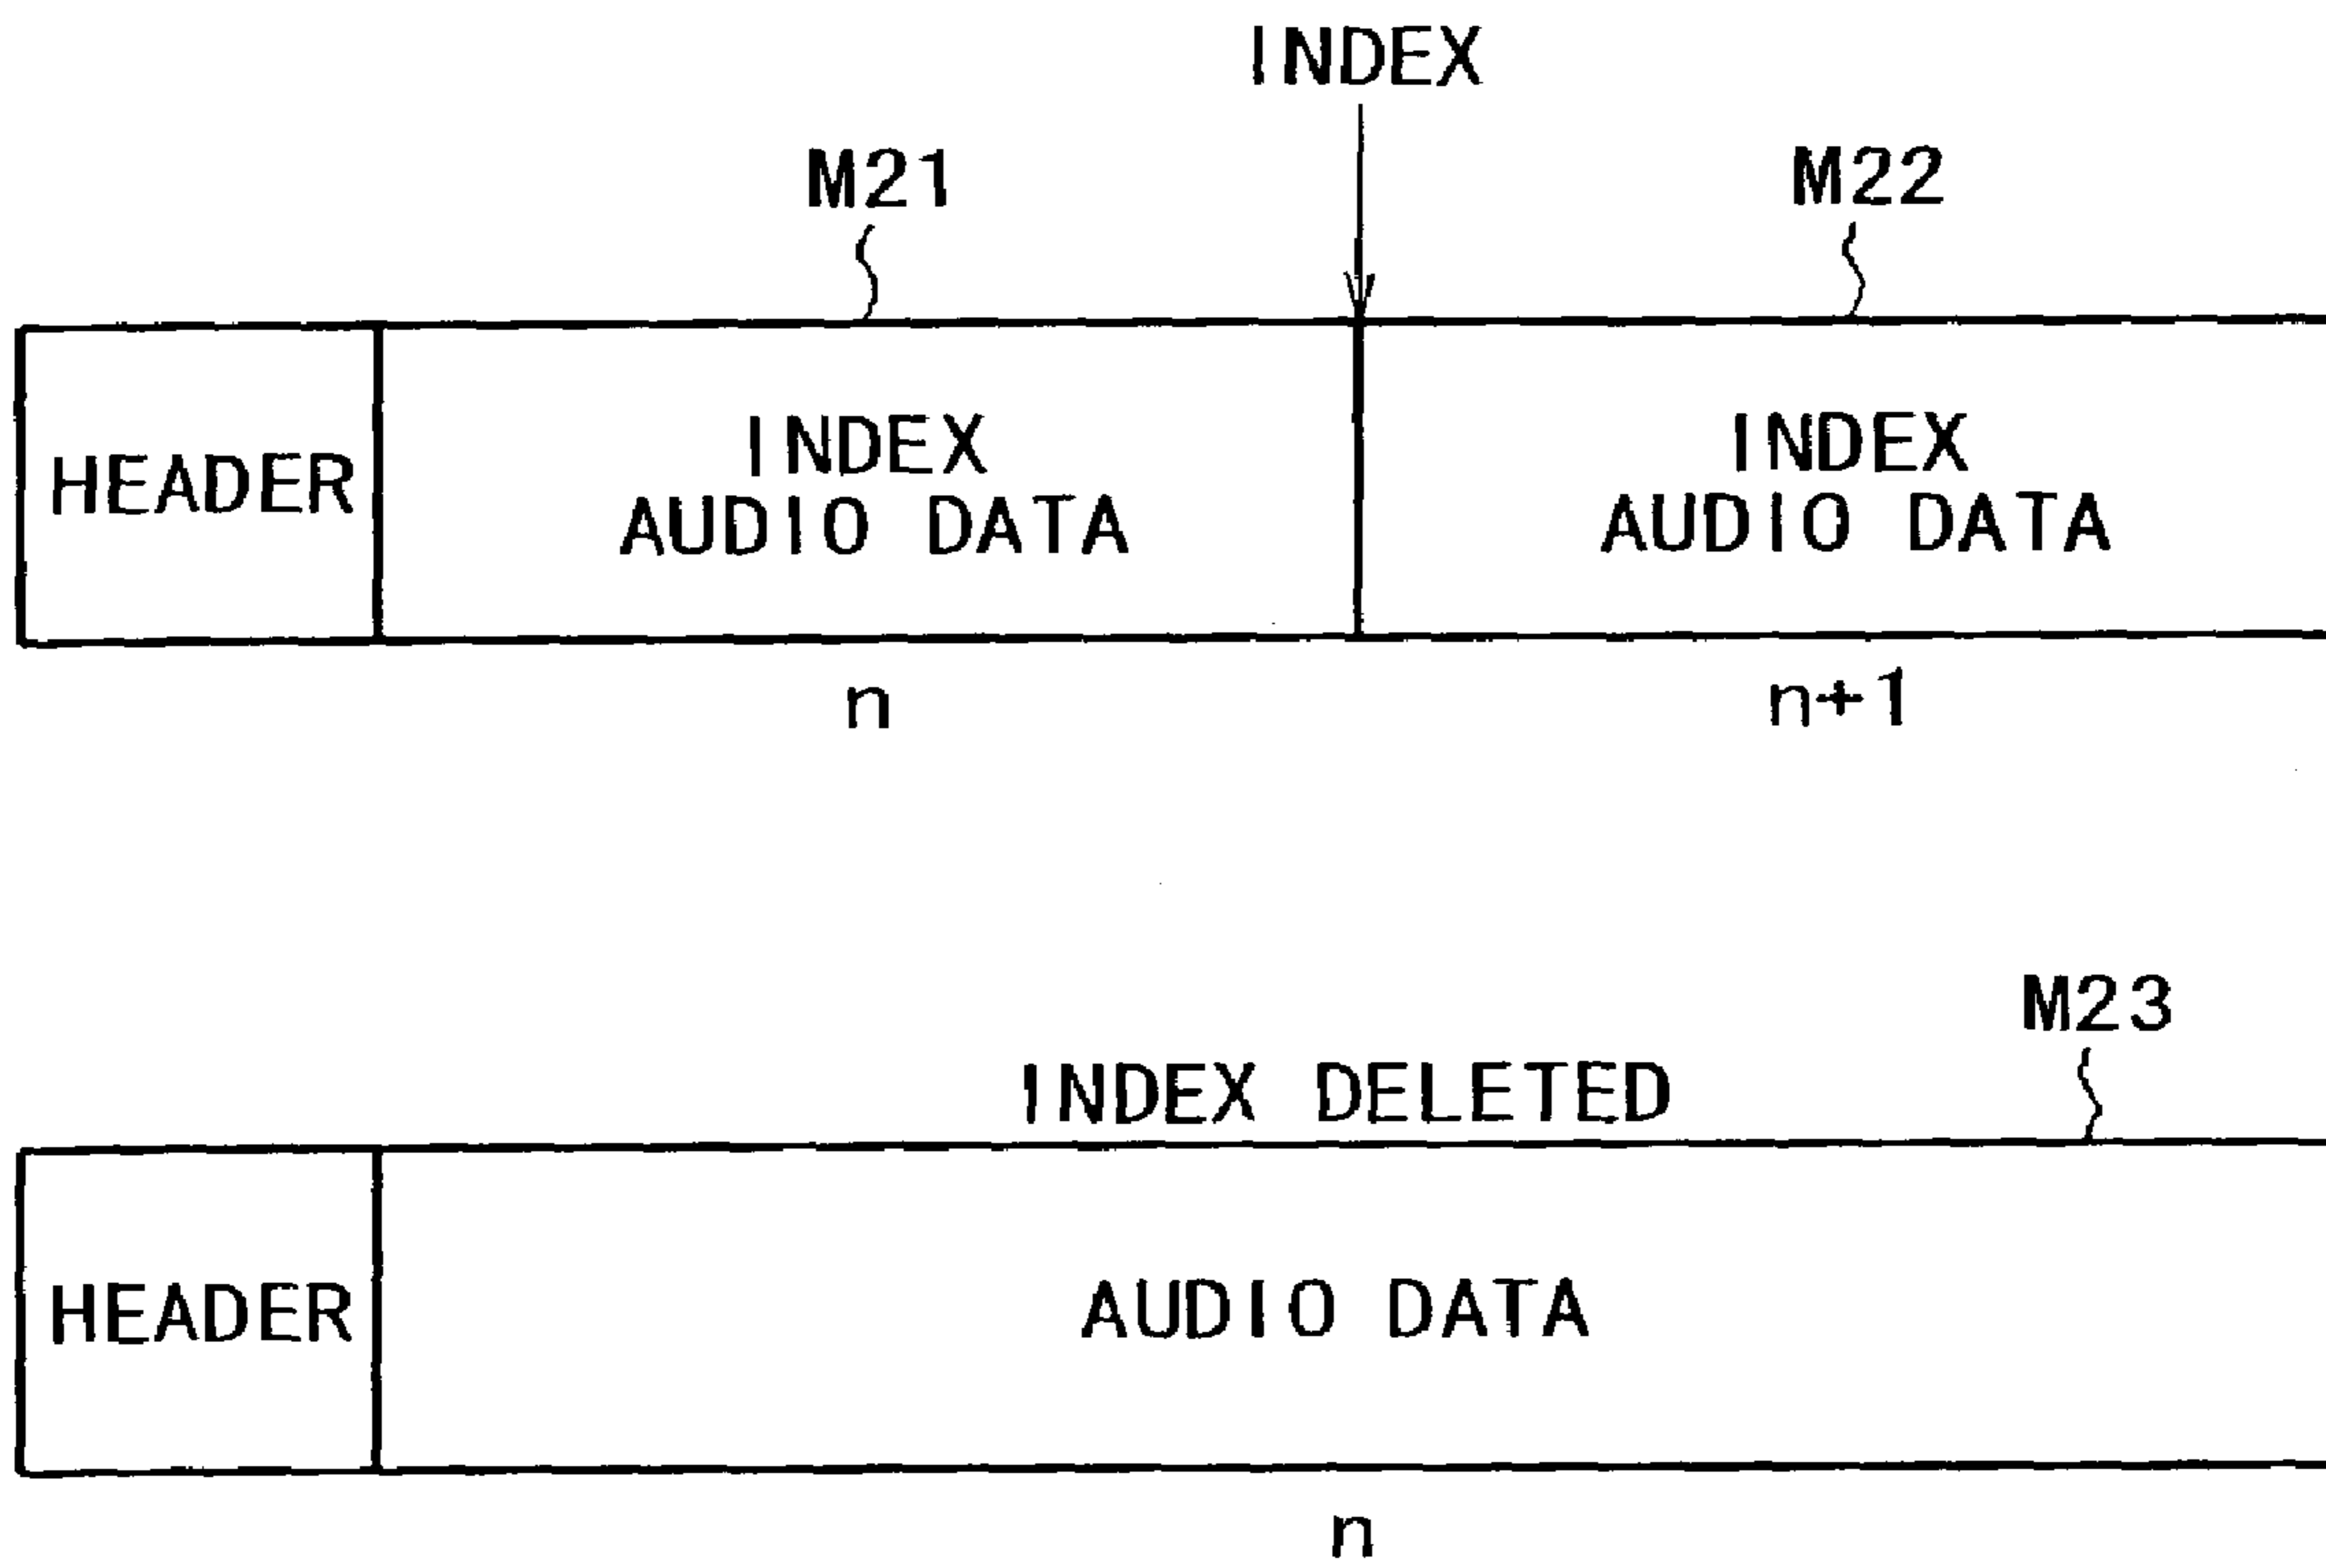 INDEX
M21
M22
HEADER
INDEX
AUDIO DATA
INDEX
AUDIO DATA
n
n+1
M23
INDEX DELETED
HEADER
AUDIO DATA
n